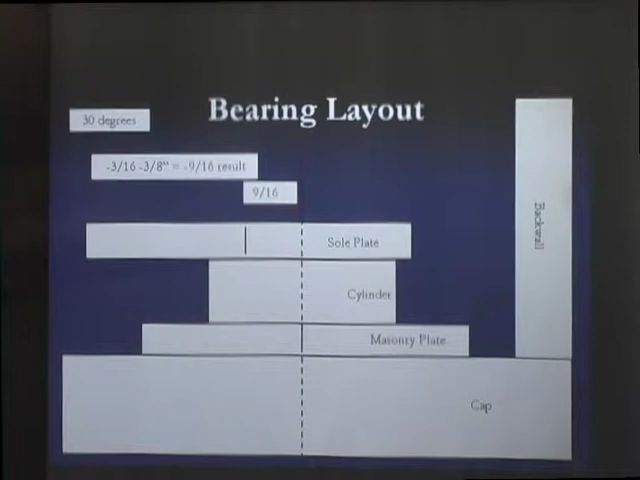 Bearing Layout
30 degrees
-3/16 -3/8" = -9/16 result
9/16
Sole Plate
Cylinder
Masonry Plate
Cap
Backwall